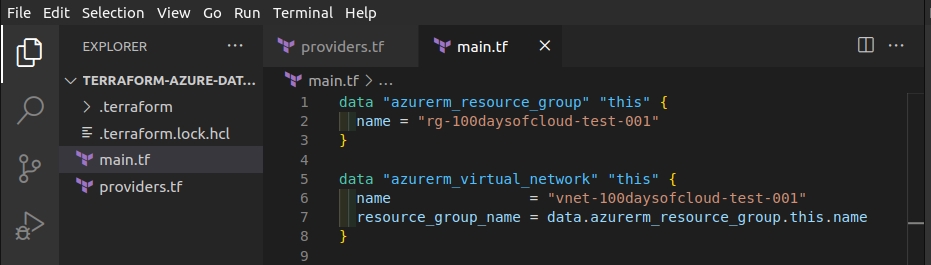 File Edit Selection View Go Run Terminal Help
EXPLORER ...
providers.tf main.tf ×
TERRAFORM-AZURE-DAT...
.terraform
.terraform.lock.hcl
main.tf
providers.tf
main.tf > ...
1 data "azurerm_resource_group" "this" {
2   name = "rg-100daysofcloud-test-001"
3 }
4
5 data "azurerm_virtual_network" "this" {
6   name                = "vnet-100daysofcloud-test-001"
7   resource_group_name = data.azurerm_resource_group.this.name
8 }
9